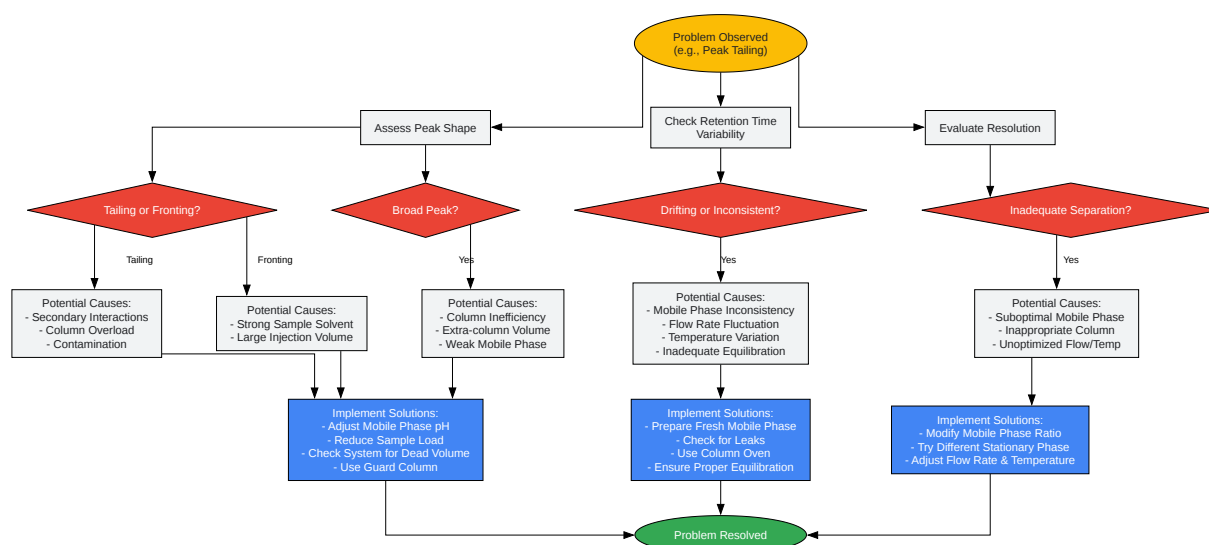 Problem Observed
(e.g., Peak Tailing)
Assess Peak Shape
Check Retention Time
Variability
Evaluate Resolution
Tailing or Fronting?
Broad Peak?
Drifting or Inconsistent?
Inadequate Separation?
Tailing
Fronting
Yes
Yes
Yes
Potential Causes:
- Secondary Interactions
- Column Overload
- Contamination
Potential Causes:
- Strong Sample Solvent
- Large Injection Volume
Potential Causes:
- Column Inefficiency
- Extra-column Volume
- Weak Mobile Phase
Potential Causes:
- Mobile Phase Inconsistency
- Flow Rate Fluctuation
- Temperature Variation
- Inadequate Equilibration
Potential Causes:
- Suboptimal Mobile Phase
- Inappropriate Column
- Unoptimized Flow/Temp
Implement Solutions:
- Adjust Mobile Phase pH
- Reduce Sample Load
- Check System for Dead Volume
- Use Guard Column
Implement Solutions:
- Prepare Fresh Mobile Phase
- Check for Leaks
- Use Column Oven
- Ensure Proper Equilibration
Implement Solutions:
- Modify Mobile Phase Ratio
- Try Different Stationary Phase
- Adjust Flow Rate & Temperature
Problem Resolved